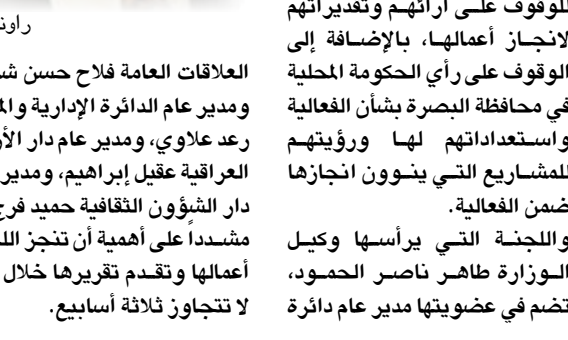 للوقوف على آرائهم وتقديراتهم
لانجاز أعمالها، بالإضافة إلى
الوقوف على رأي الحكومة المحلية
في محافظة البصرة بشأن الفعالية
واستعداداتهم لها ورؤيتهم
للمشاريع التي ينوون انجازها
ضمن الفعالية.
واللجنة التي يرأسها وكيل
الوزارة طاهر ناصر الحمود،
تضم في عضويتها مدير عام دائرة
العلاقات العامة فلاح حسن
ومدير عام الدائرة الإدارية
رعد علاوي، ومدير عام دار
العراقية عقيل إبراهيم، ومدير
دار الشؤون الثقافية حميد فرج
مشدداً على أهمية أن تنجز
أعمالها وتقدم تقريرها خلال
لا تتجاوز ثلاثة أسابيع.